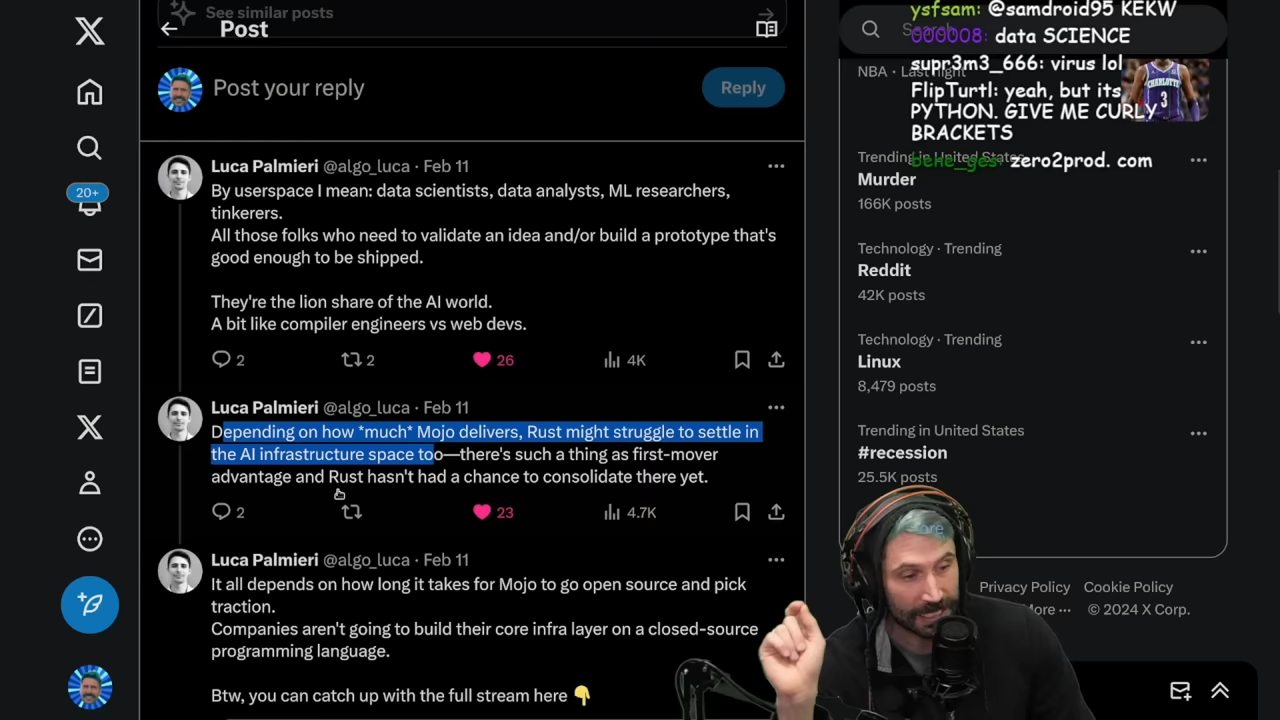 See similar posts
Post
Post your reply
Reply
Luca Palmieri @algo_luca · Feb 11
By userspace I mean: data scientists, data analysts, ML researchers,
tinkerers.
All those folks who need to validate an idea and/or build a prototype that's
good enough to be shipped.
They're the lion share of the AI world.
A bit like compiler engineers vs web devs.
2
2
26
4K
Luca Palmieri @algo_luca · Feb 11
Depending on how *much* Mojo delivers, Rust might struggle to settle in
the AI infrastructure space too—there's such a thing as first-mover
advantage and Rust hasn't had a chance to consolidate there yet.
2
23
4.7K
Luca Palmieri @algo_luca · Feb 11
It all depends on how long it takes for Mojo to go open source and pick
traction.
Companies aren't going to build their core infra layer on a closed-source
programming language.
Btw, you can catch up with the full stream here 👇
20+
ysfsam: @samdroid95 KEKW
000008: data SCIENCE
supr3m3_666: virus lol
FlipTurtl: yeah, but its
PYTHON. GIVE ME CURLY
BRACKETS
bene_ges: zero2prod. com
NBA · Last night
CHARLOTTE
3
Trending in United States
Murder
166K posts
Technology · Trending
Reddit
42K posts
Technology · Trending
Linux
8,479 posts
Trending in United States
#recession
25.5K posts
Privacy Policy Cookie Policy
More ··· © 2024 X Corp.